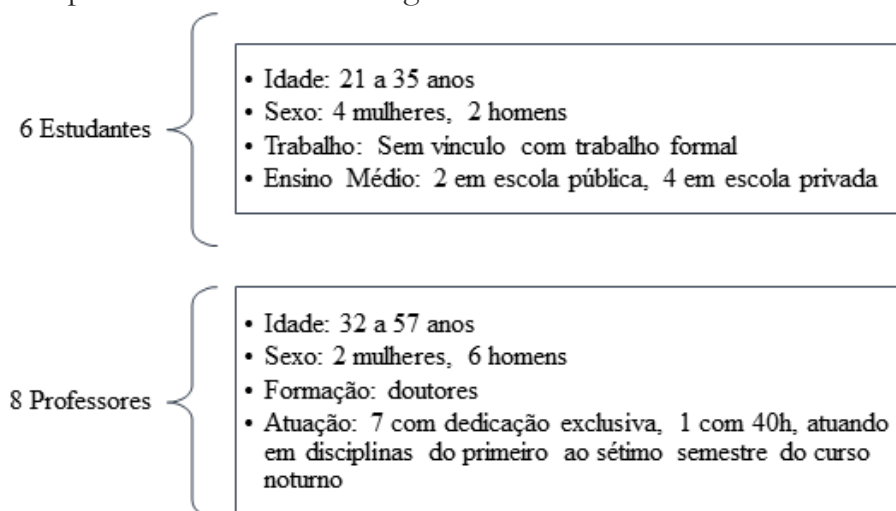 6 Estudantes
• Idade: 21 a 35 anos
• Sexo: 4 mulheres, 2 homens
• Trabalho: Sem vínculo com trabalho formal
• Ensino Médio: 2 em escola pública, 4 em escola privada
8 Professores
• Idade: 32 a 57 anos
• Sexo: 2 mulheres, 6 homens
• Formação: doutores
• Atuação: 7 com dedicação exclusiva, 1 com 40h, atuando
em disciplinas do primeiro ao sétimo semestre do curso
noturno